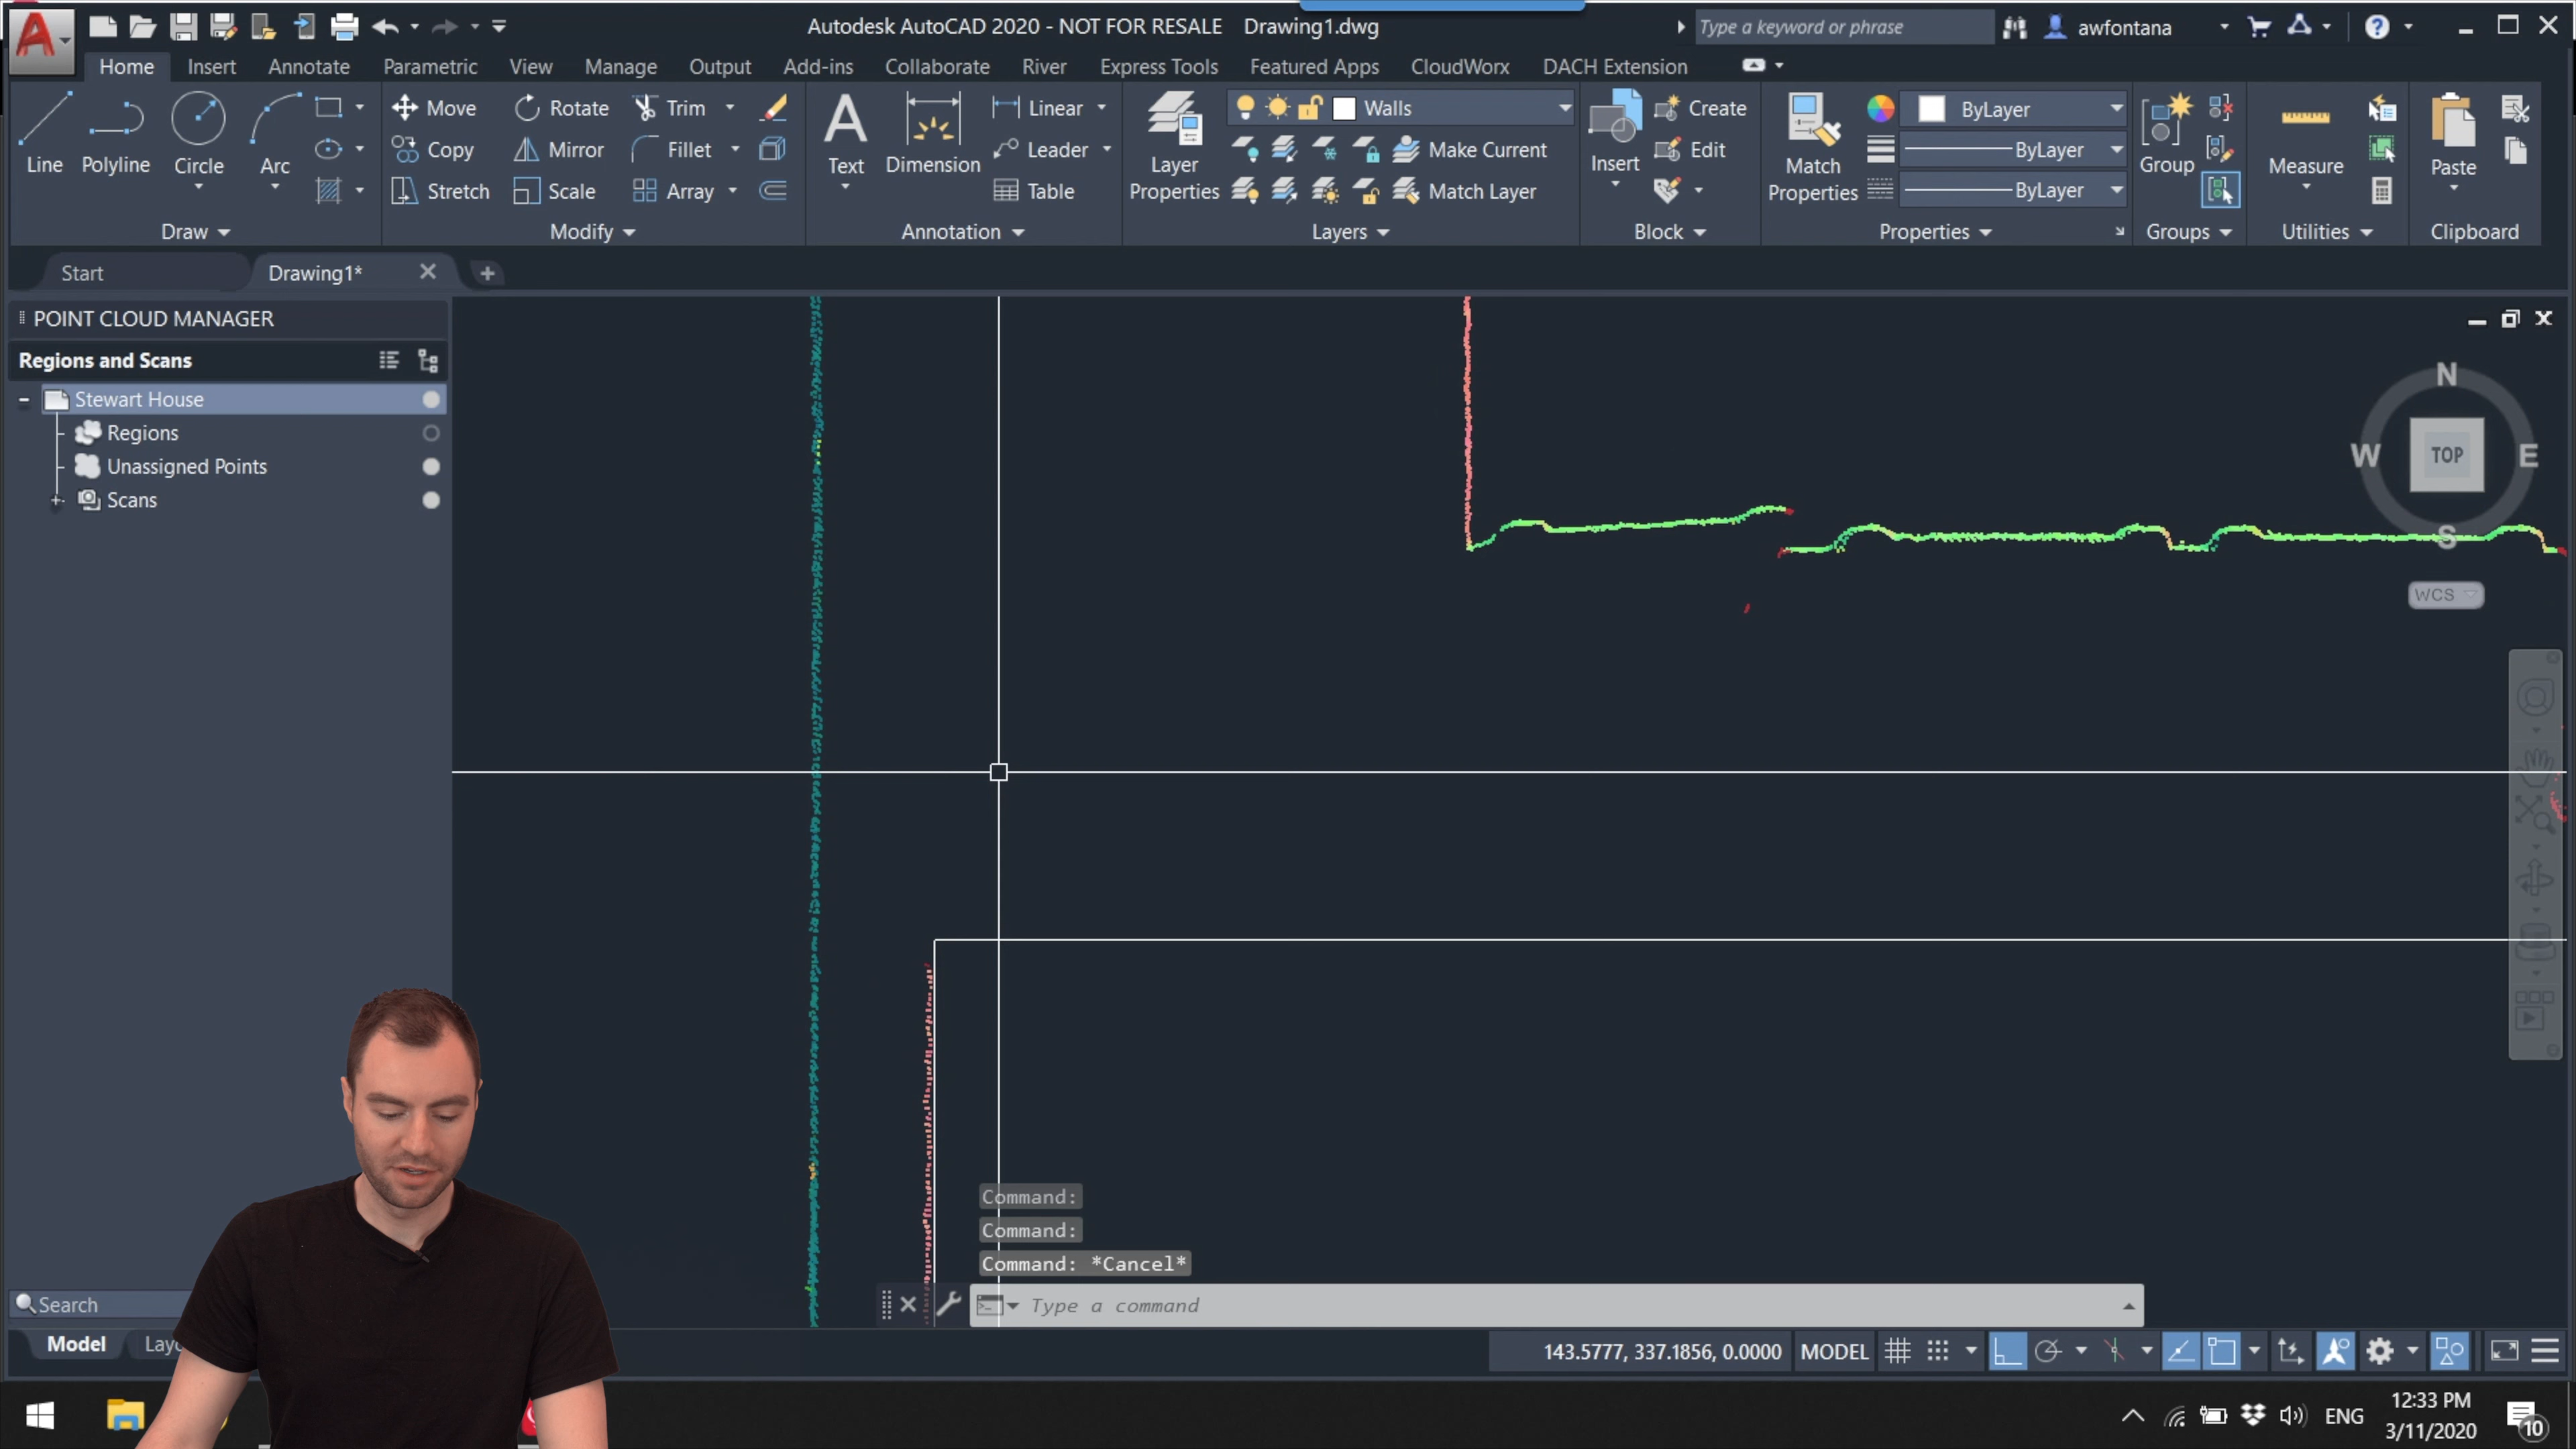 Autodesk AutoCAD 2020 - NOT FOR RESALE Drawing1.dwg
Type a keyword or phrase
awfontana
Home Insert Annotate Parametric View Manage Output Add-ins Collaborate River Express Tools Featured Apps CloudWorx DACH Extension
Line Polyline Circle Arc
Draw
Move Rotate Trim
Copy Mirror Fillet
Stretch Scale Array
Modify
Text Dimension
Linear
Leader
Table
Annotation
Layer Properties
Walls
Make Current
Match Layer
Layers
Insert
Create
Edit
Block
Match Properties
ByLayer
ByLayer
ByLayer
Properties
Group
Groups
Measure
Utilities
Paste
Clipboard
Start Drawing1*
POINT CLOUD MANAGER
Regions and Scans
Stewart House
Regions
Unassigned Points
Scans
N
W TOP E
S
WCS
Command:
Command:
Command: *Cancel*
Type a command
Search
Model
143.5777, 337.1856, 0.0000 MODEL
ENG
12:33 PM
3/11/2020
10